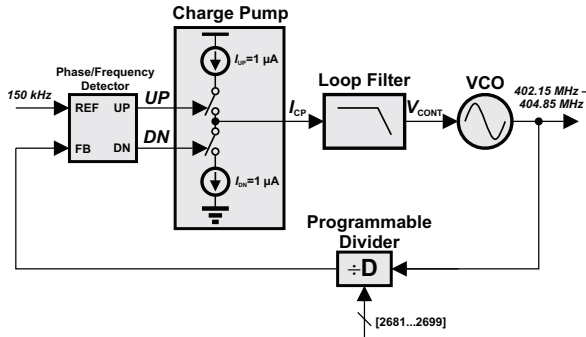 Charge Pump
I_UP=1 µA
Phase/Frequency
Detector
150 kHz
REF
UP
FB
DN
UP
DN
I_DN=1 µA
I_CP
Loop Filter
V_CONT
VCO
402.15 MHz –
404.85 MHz
Programmable
Divider
÷D
[2681...2699]